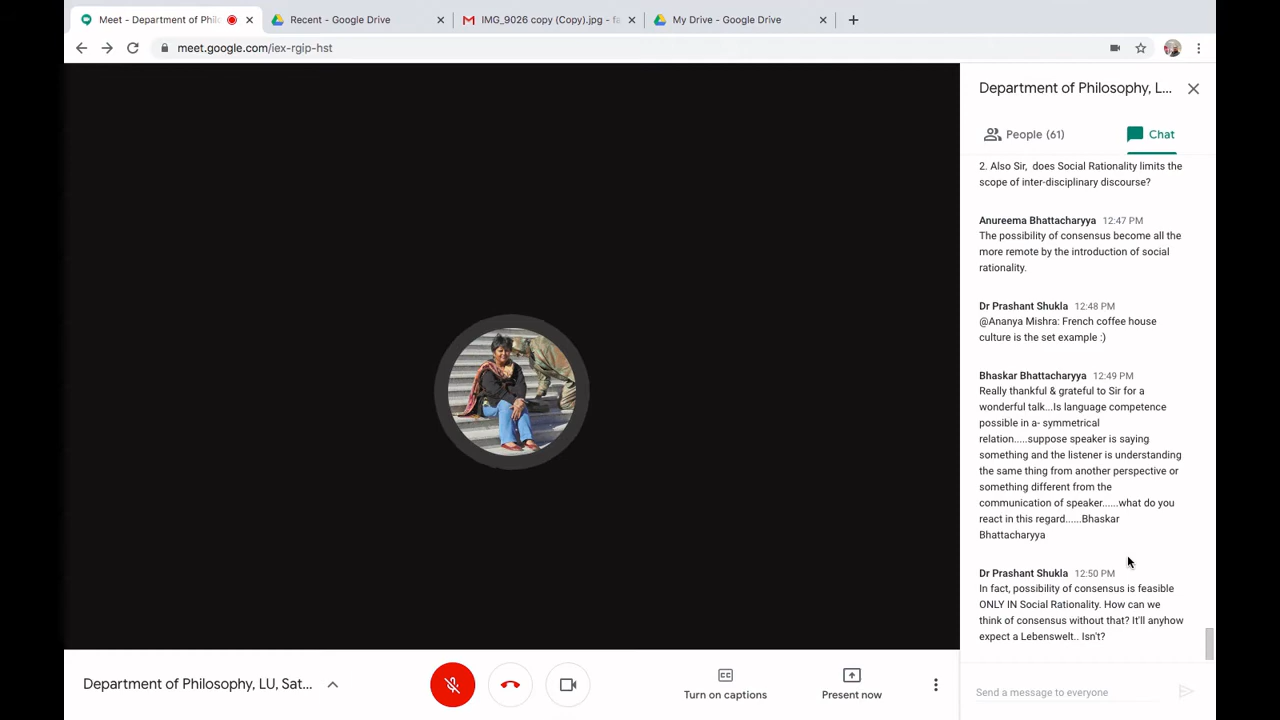 Meet - Department of Philo
Recent - Google Drive
IMG_9026 copy (Copy).jpg - fa
My Drive - Google Drive
meet.google.com/iex-rgip-hst
Department of Philosophy, L...
People (61)
Chat
2. Also Sir, does Social Rationality limits the
scope of inter-disciplinary discourse?
Anureema Bhattacharyya 12:47 PM
The possibility of consensus become all the
more remote by the introduction of social
rationality.
Dr Prashant Shukla 12:48 PM
@Ananya Mishra: French coffee house
culture is the set example :)
Bhaskar Bhattacharyya 12:49 PM
Really thankful & grateful to Sir for a
wonderful talk...Is language competence
possible in a- symmetrical
relation.....suppose speaker is saying
something and the listener is understanding
the same thing from another perspective or
something different from the
communication of speaker......what do you
react in this regard......Bhaskar
Bhattacharyya
Dr Prashant Shukla 12:50 PM
In fact, possibility of consensus is feasible
ONLY IN Social Rationality. How can we
think of consensus without that? It'll anyhow
expect a Lebenswelt.. Isn't?
Send a message to everyone
Department of Philosophy, LU, Sat...
CC
Turn on captions
Present now